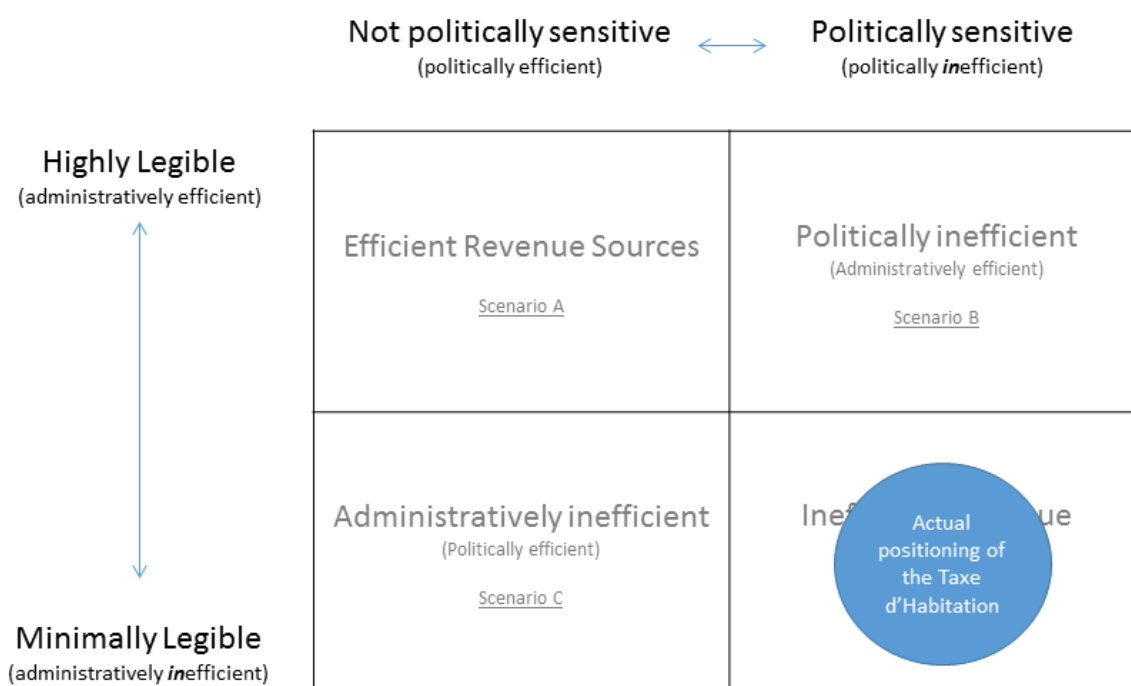 Not politically sensitive
(politically efficient)
Politically sensitive
(politically inefficient)
Highly Legible
(administratively efficient)
Efficient Revenue Sources
Scenario A
Politically inefficient
(Administratively efficient)
Scenario B
Administratively inefficient
(Politically efficient)
Scenario C
Actual
positioning of
the Taxe
d'Habitation
Minimally Legible
(administratively inefficient)